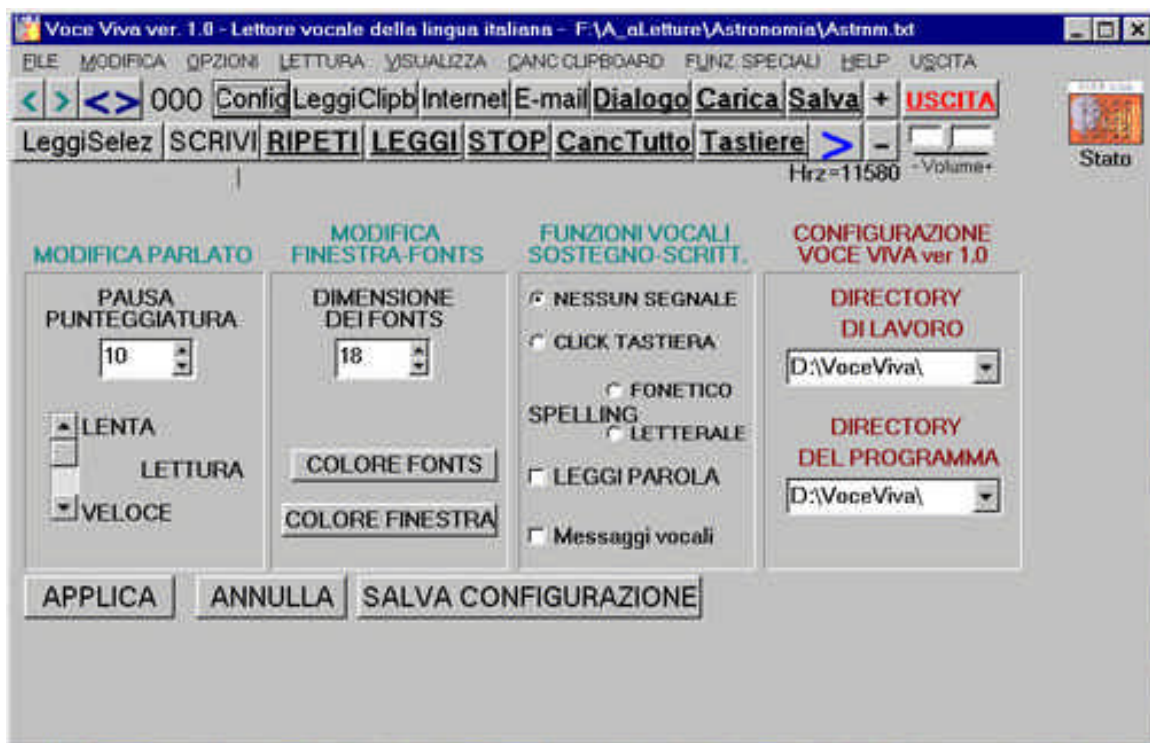 Voce Viva ver. 1.0 - Lettore vocale della lingua italiana - F:\A_aLetture\Astronomia\Astrnm.txt
FILE MODIFICA OPZIONI LETTURA VISUALIZZA CANC CLIPBOARD FUNZ SPECIALI HELP USCITA
< > <> 000 Config LeggiClipb Internet E-mail Dialogo Carica Salva + USCITA
LeggiSelez SCRIVI RIPETI LEGGI STOP CancTutto Tastiere > -
Hrz=11580 -Volume+
Stato
MODIFICA PARLATO
PAUSA
PUNTEGGIATURA
10
LENTA
LETTURA
VELOCE
MODIFICA
FINESTRA-FONTS
DIMENSIONE
DEI FONTS
18
COLORE FONTS
COLORE FINESTRA
FUNZIONI VOCALI
SOSTEGNO-SCRITT.
NESSUN SEGNALE
CLICK TASTIERA
FONETICO
SPELLING
LETTERALE
LEGGI PAROLA
Messaggi vocali
CONFIGURAZIONE
VOCE VIVA ver 1.0
DIRECTORY
DI LAVORO
D:\VoceViva\
DIRECTORY
DEL PROGRAMMA
D:\VoceViva\
APPLICA ANNULLA SALVA CONFIGURAZIONE